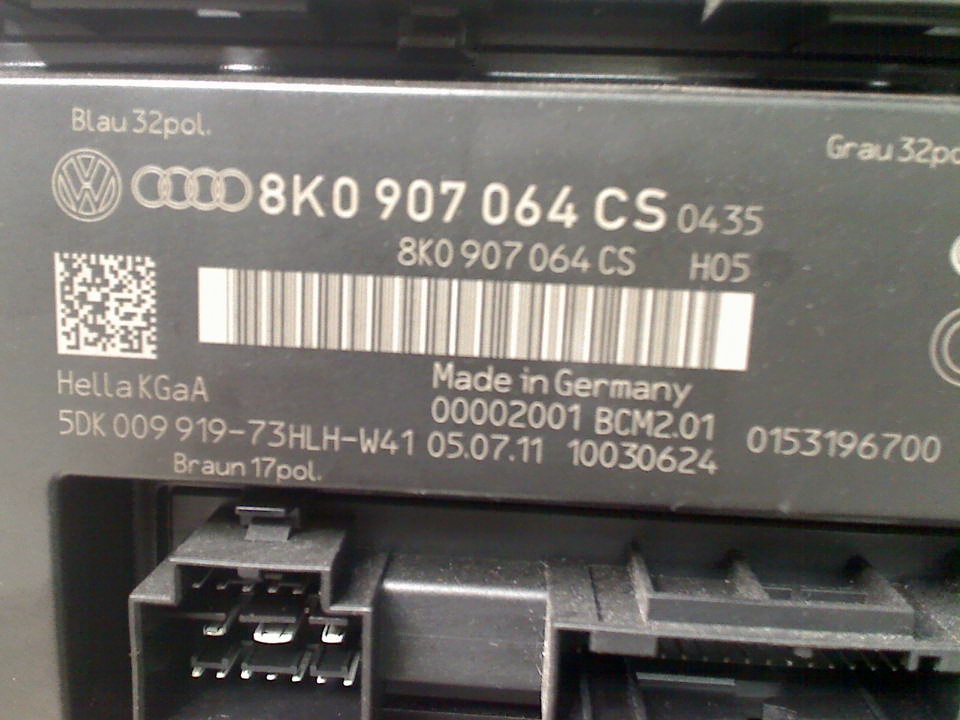 Blau 32pol.
Grau 32po
8K0 907 064 CS 0435
8K0 907 064 CS H05
Hella KGaA
Made in Germany
00002001 BCM2.01
5DK 009 919-73HLH-W41 05.07.11 10030624 0153196700
Braun 17pol.